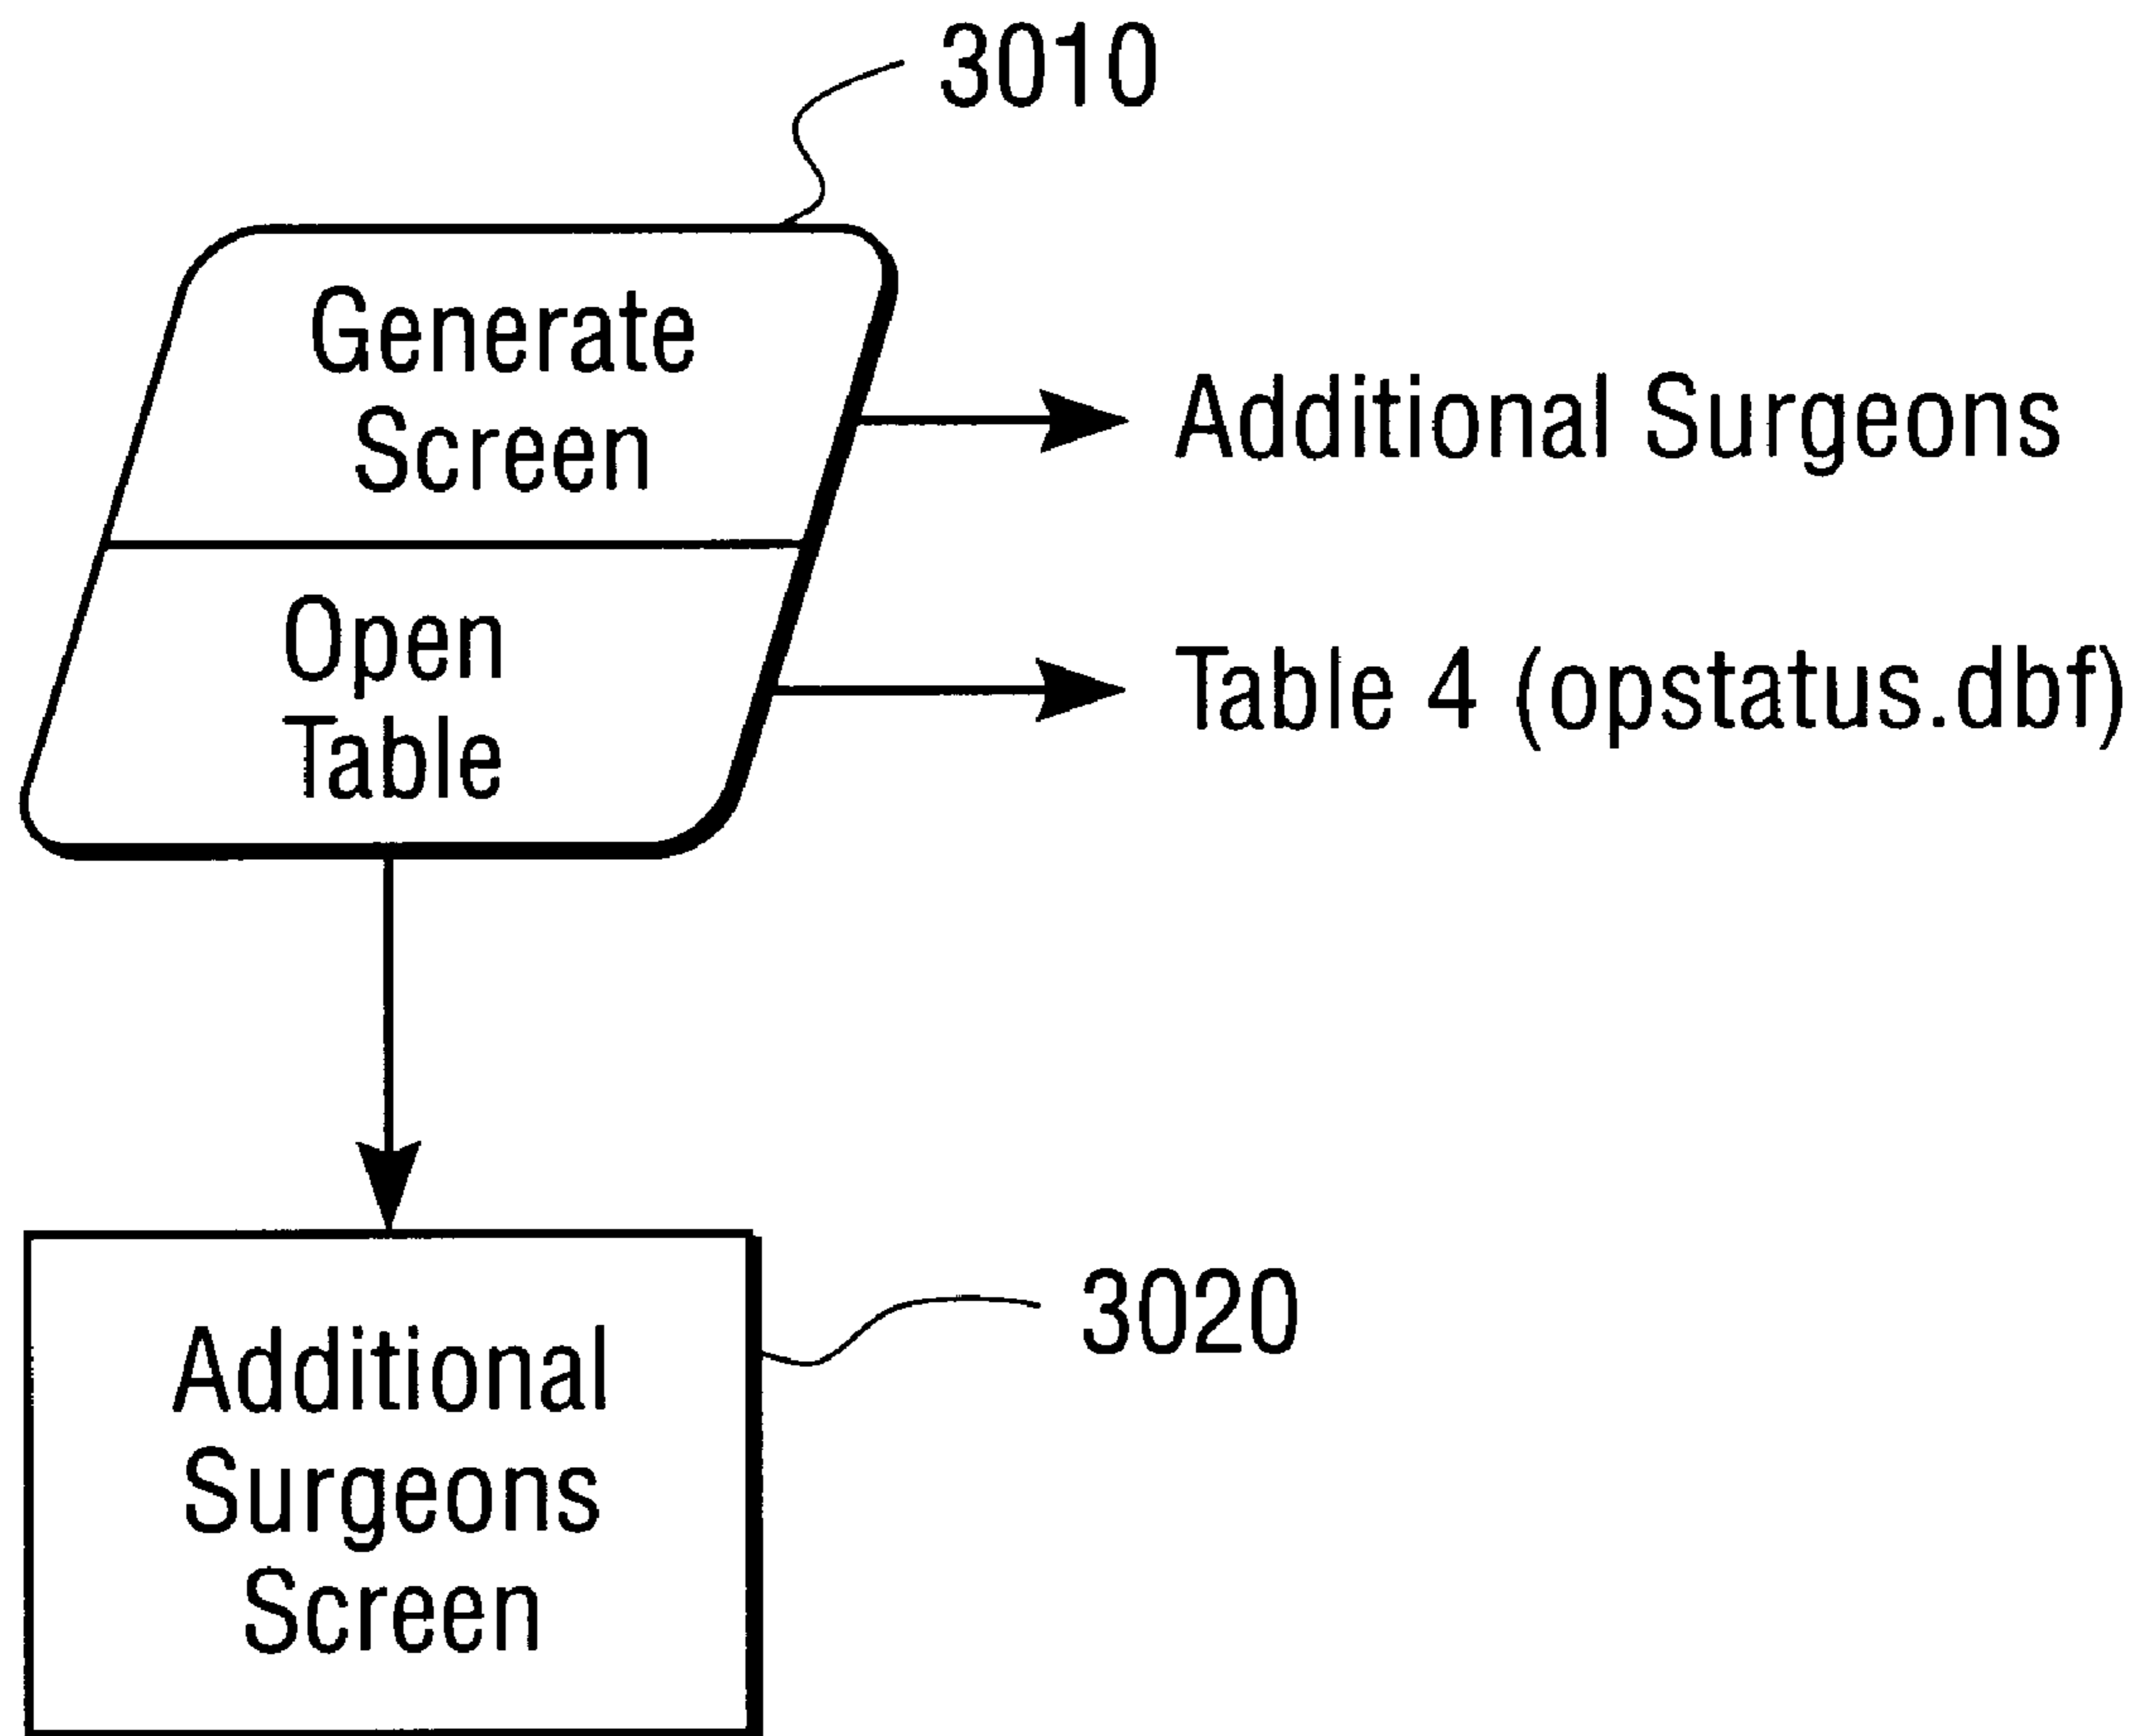 3010
Generate
Screen
Additional Surgeons
Open
Table
Table 4 (opstatus.dbf)
3020
Additional
Surgeons
Screen